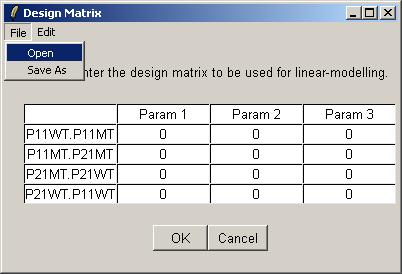 Design Matrix
File Edit
Open
Save As
nter the design matrix to be used for linear-modelling.
Param 1 Param 2 Param 3
P11WT.P11MT 0 0 0
P11MT.P21MT 0 0 0
P21MT.P21WT 0 0 0
P21WT.P11WT 0 0 0
OK Cancel